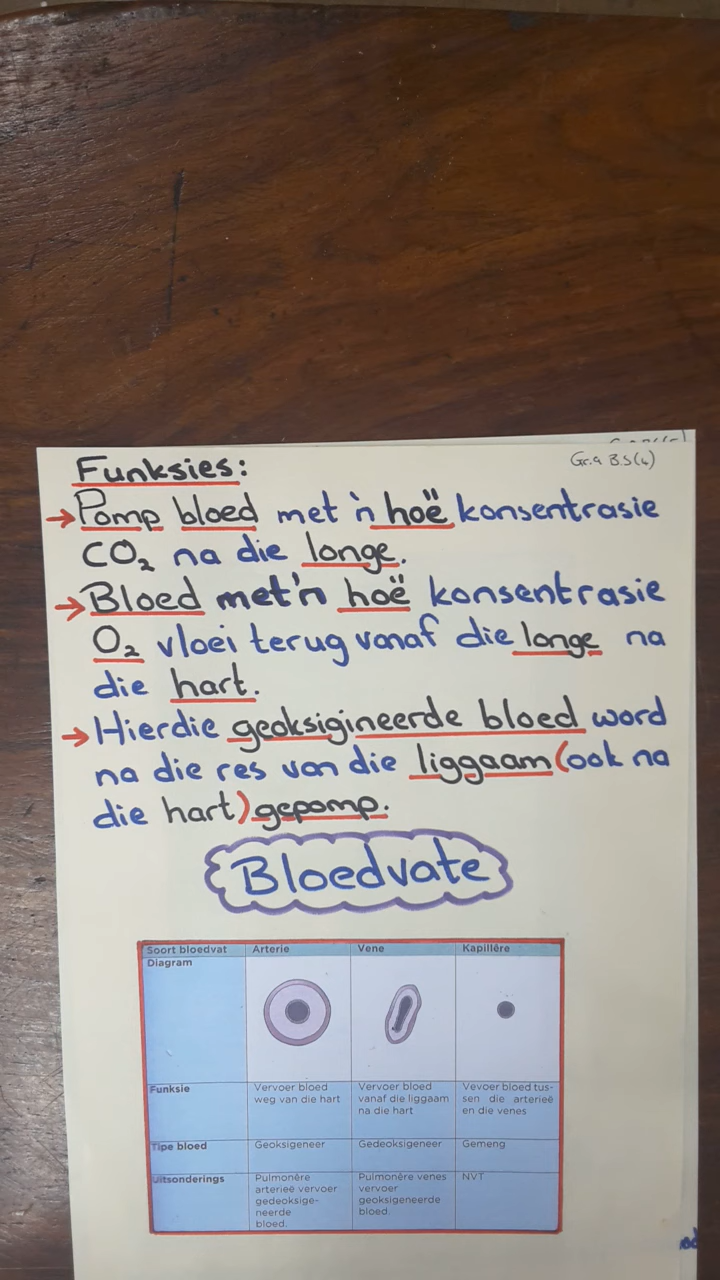 Gr.9 B.S(4)
Funksies:
→Pomp bloed met 'n hoë konsentrasie
CO₂ na die longe.
→Bloed met 'n hoë konsentrasie
O₂ vloei terug vanaf die longe na
die hart.
→Hierdie geoksigineerde bloed word
na die res van die liggaam (ook na
die hart) gepomp.
Bloedvate
Soort bloedvat Arterie Vene Kapillêre
Diagram
Funksie Vervoer bloed Vervoer bloed Vevoer bloed tus-
weg van die hart vanaf die liggaam sen die arterieë
na die hart en die venes
Tipe bloed Geoksigeneer Gedeoksigeneer Gemeng
Uitsonderings Pulmonêre Pulmonêre venes NVT
arterieë vervoer vervoer
gedeoksige- geoksigeneerde
neerde bloed.
bloed.